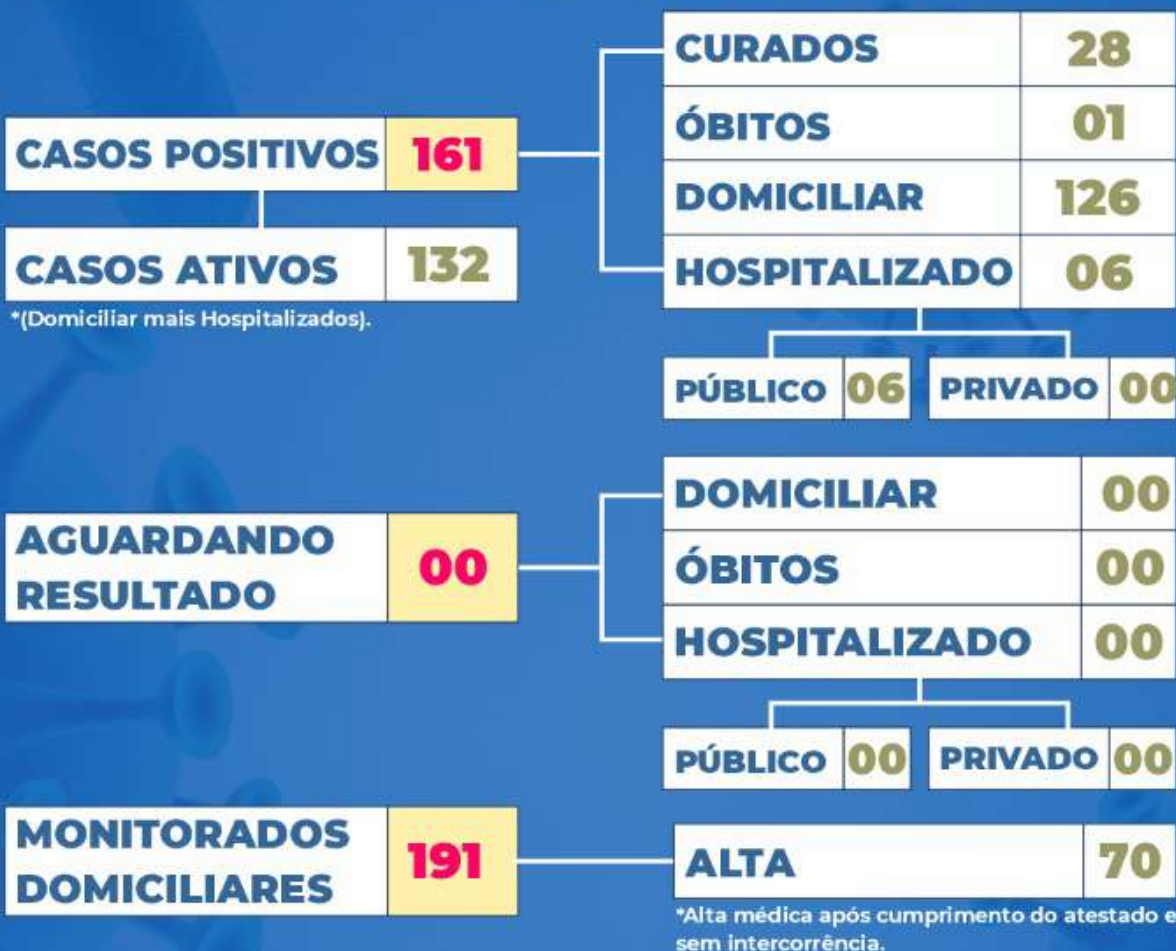 CASOS POSITIVOS 161
CASOS ATIVOS 132
*(Domiciliar mais Hospitalizados).
CURADOS 28
ÓBITOS 01
DOMICILIAR 126
HOSPITALIZADO 06
PÚBLICO 06 PRIVADO 00
AGUARDANDO
RESULTADO 00
DOMICILIAR 00
ÓBITOS 00
HOSPITALIZADO 00
PÚBLICO 00 PRIVADO 00
MONITORADOS
DOMICILIARES 191
ALTA 70
*Alta médica após cumprimento do atestado e
sem intercorrência.